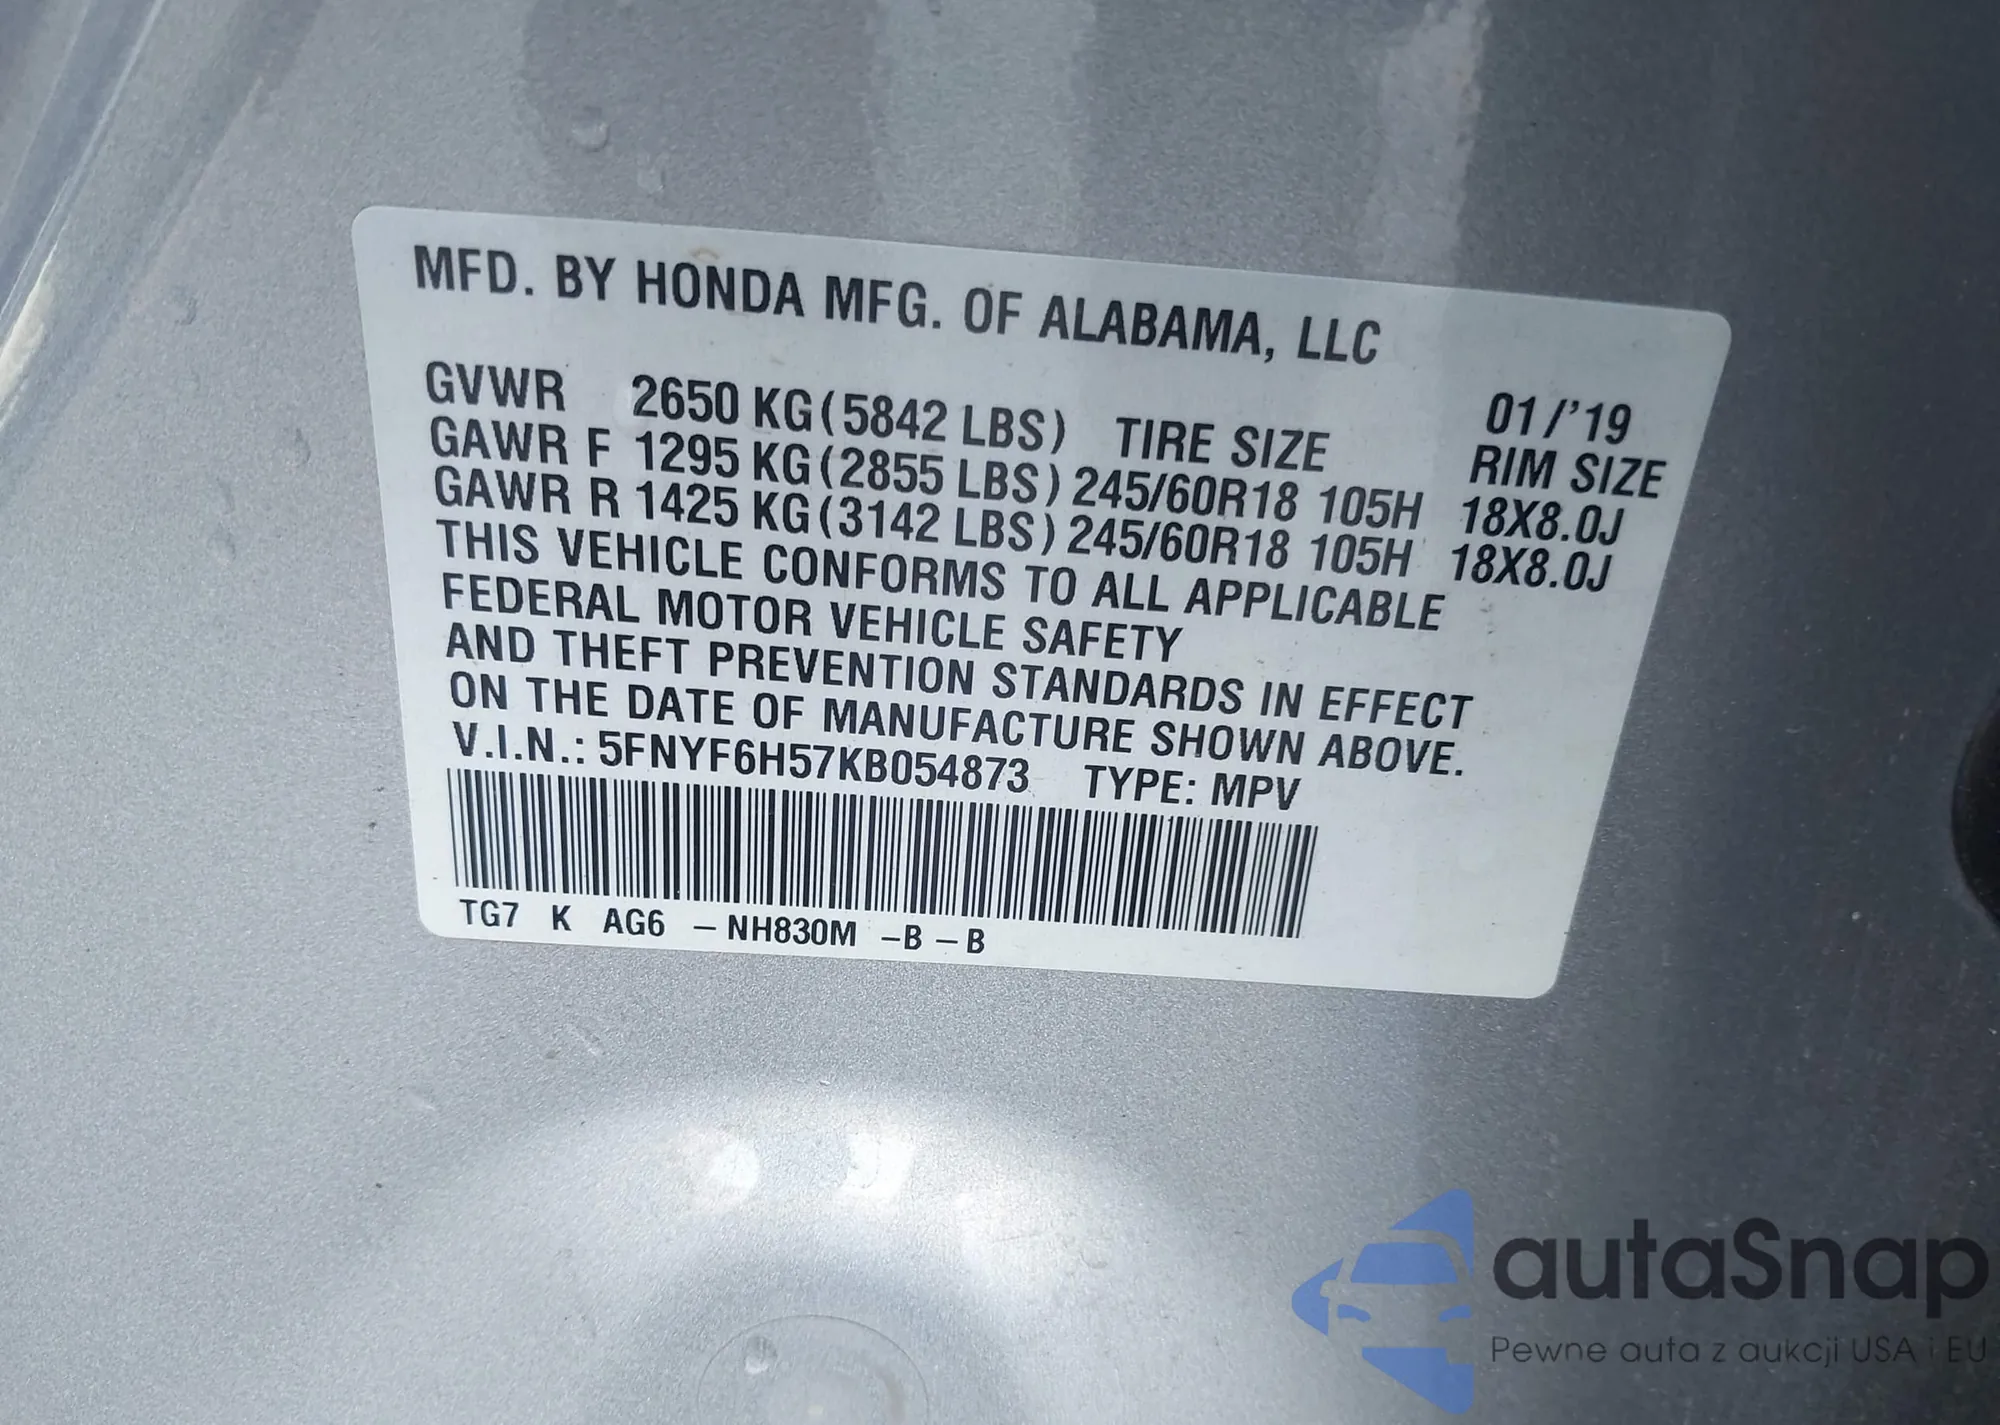 MFD. BY HONDA MFG. OF ALABAMA, LLC
01/'19
GVWR 2650 KG(5842 LBS) TIRE SIZE RIM SIZE
GAWR F 1295 KG(2855 LBS) 245/60R18 105H 18X8.0J
GAWR R 1425 KG(3142 LBS) 245/60R18 105H 18X8.0J
THIS VEHICLE CONFORMS TO ALL APPLICABLE
FEDERAL MOTOR VEHICLE SAFETY
AND THEFT PREVENTION STANDARDS IN EFFECT
ON THE DATE OF MANUFACTURE SHOWN ABOVE.
V.I.N.: 5FNYF6H57KB054873 TYPE: MPV
TG7 K AG6 –NH830M –B–B
autaSnap
Pewne auta z aukcji USA i EU